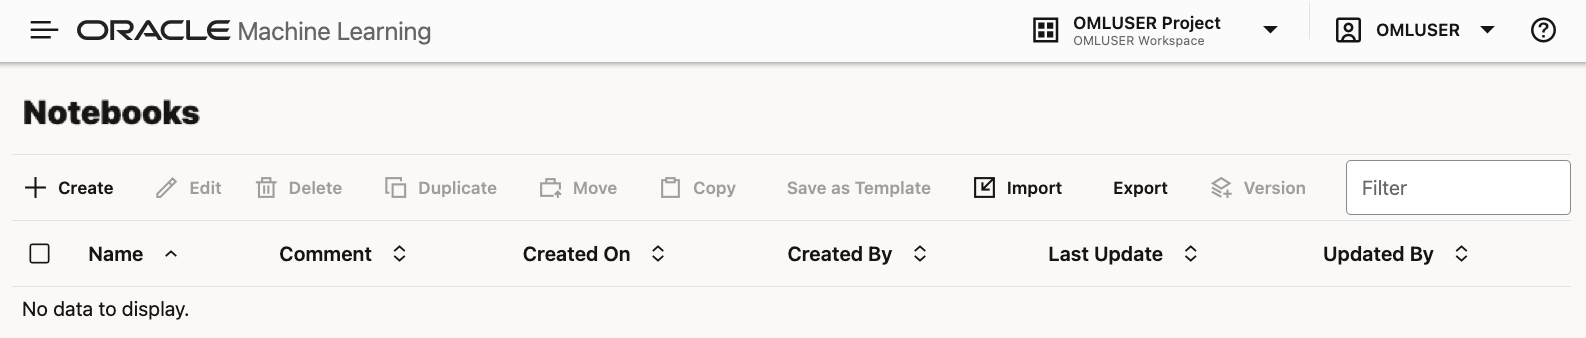 ORACLE Machine Learning
OMLUSER Project
OMLUSER Workspace
OMLUSER
Notebooks
Create Edit Delete Duplicate Move Copy Save as Template Import Export Version Filter
Name Comment Created On Created By Last Update Updated By
No data to display.